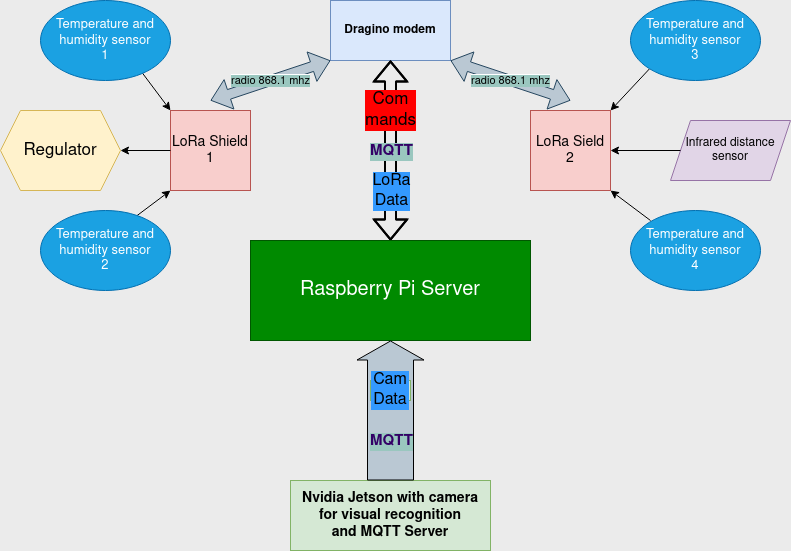 Temperature and
humidity sensor
1
Dragino modem
Temperature and
humidity sensor
3
radio 868.1 mhz
radio 868.1 mhz
Com
mands
Regulator
LoRa Shield
1
MQTT
LoRa Sield
2
Infrared distance
sensor
LoRa
Data
Temperature and
humidity sensor
2
Temperature and
humidity sensor
4
Raspberry Pi Server
Cam
Data
MQTT
Nvidia Jetson with camera
for visual recognition
and MQTT Server